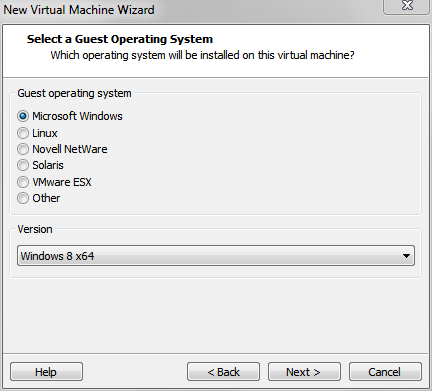 New Virtual Machine Wizard
Select a Guest Operating System
Which operating system will be installed on this virtual machine?
Guest operating system
Microsoft Windows
Linux
Novell NetWare
Solaris
VMware ESX
Other
Version
Windows 8 x64
Help
< Back
Next >
Cancel